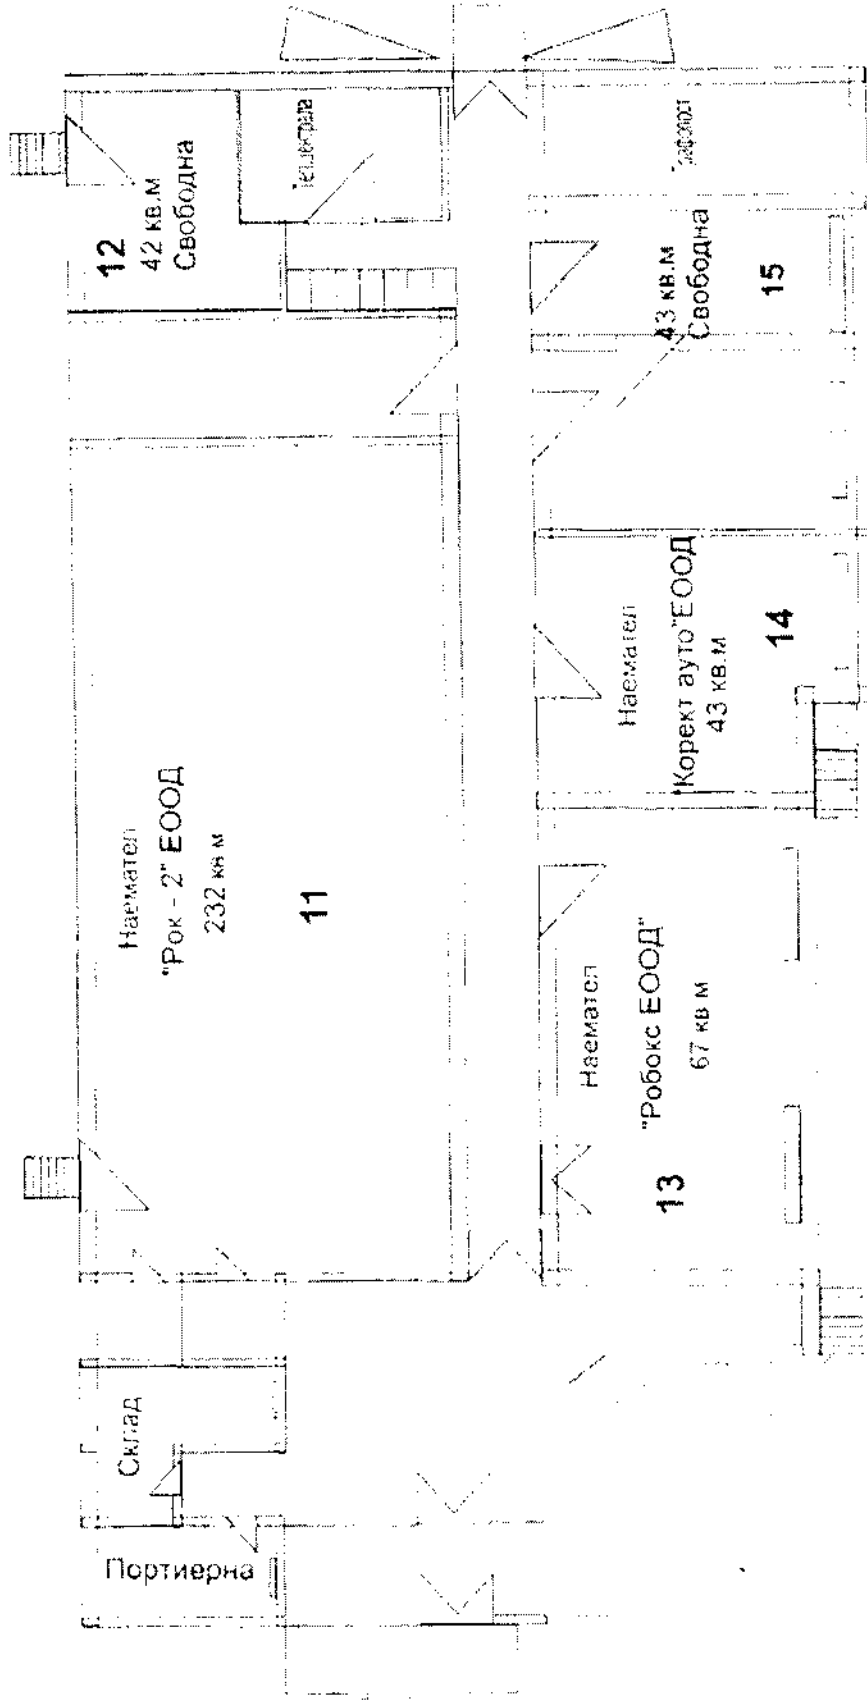 Портиерна
Склад
Наемател
"Рок - 2" ЕООД
232 кв м
11
12
42 кв.м
Свободна
Наемател
"Робокс ЕООД"
67 кв м
13
Наемател
"Корект ауто"ЕООД
43 кв.м
14
43 кв.м
Свободна
15